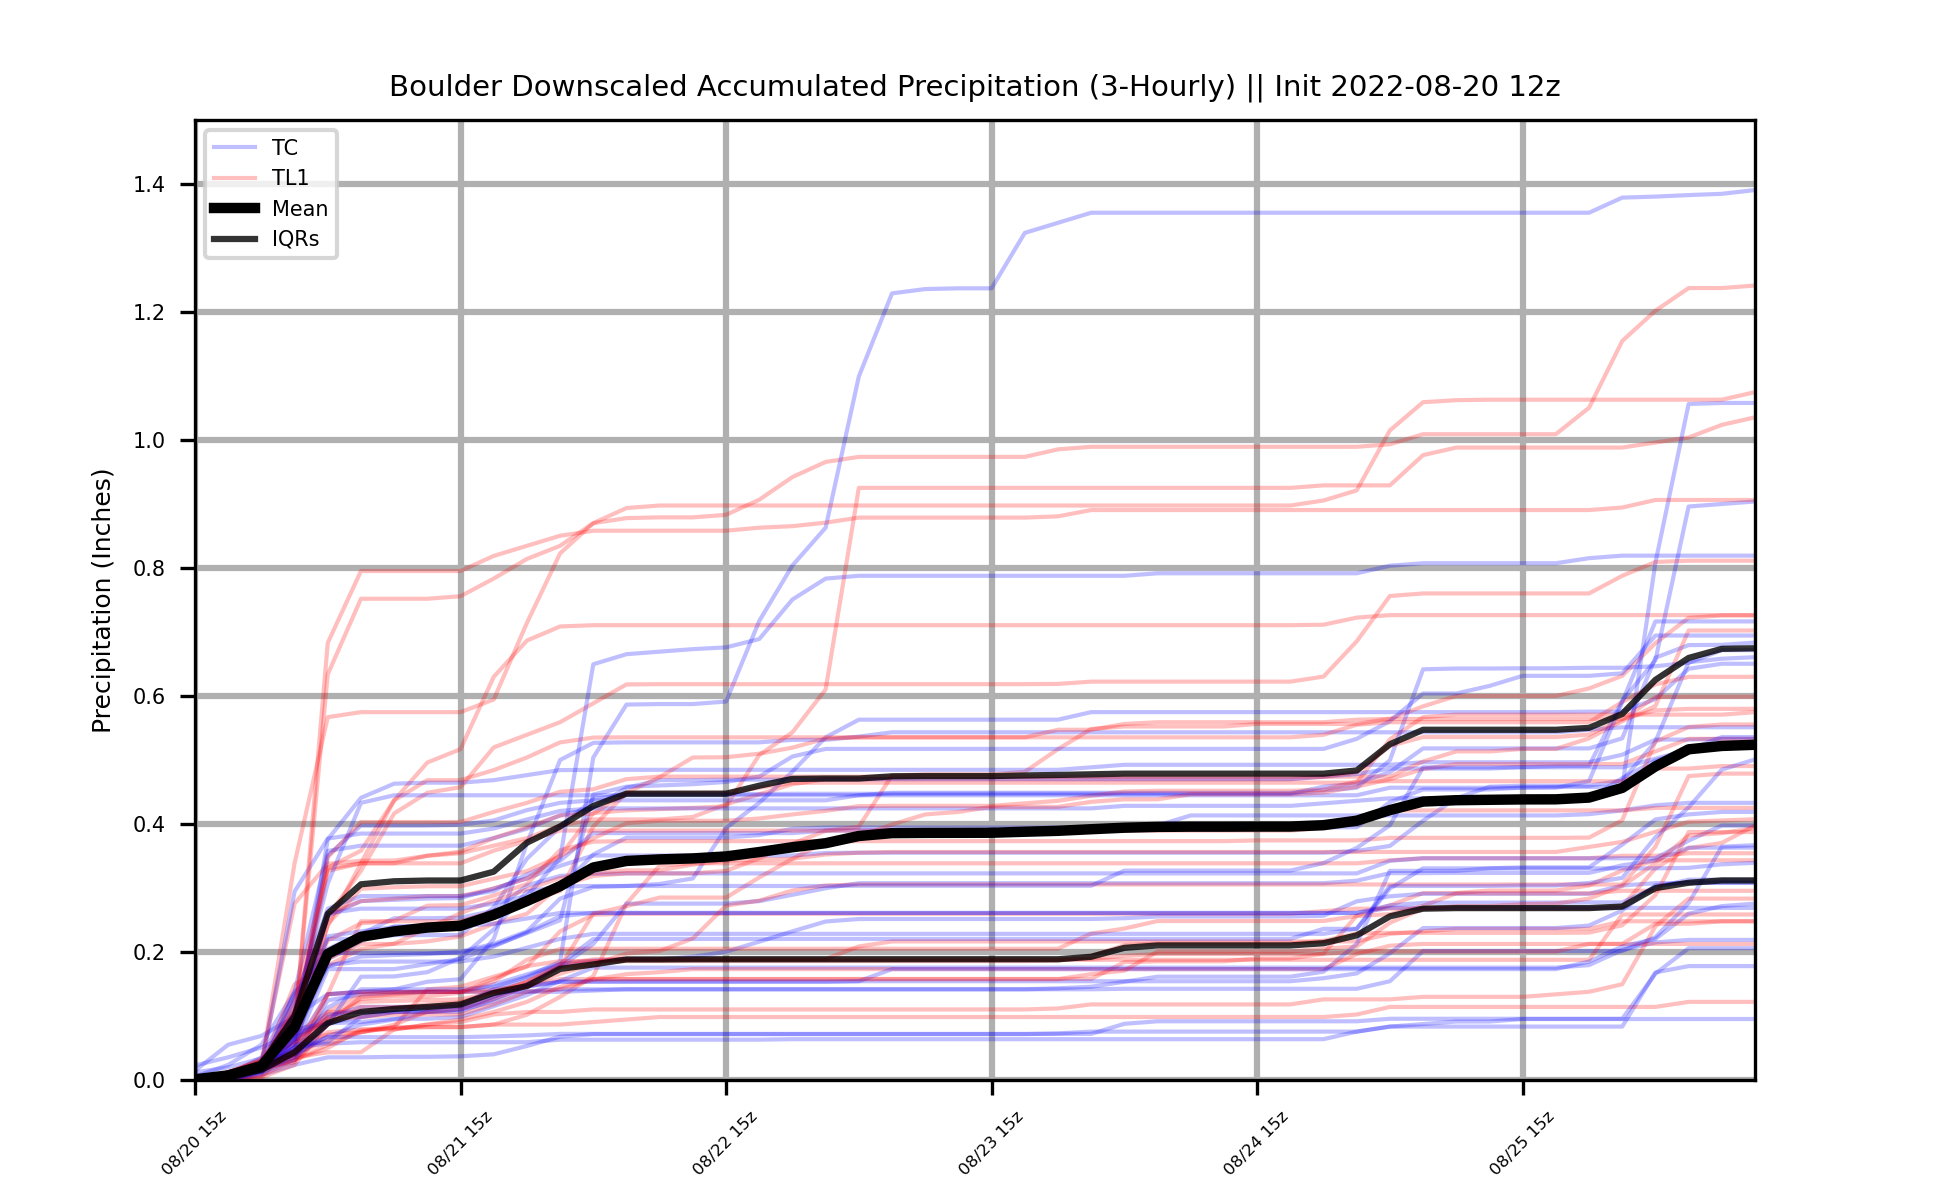 Boulder Downscaled Accumulated Precipitation (3-Hourly) || Init 2022-08-20 12z
TC
TL1
Mean
IQRs
Precipitation (Inches)
1.4
1.2
1.0
0.8
0.6
0.4
0.2
0.0
08/20 15z
08/21 15z
08/22 15z
08/23 15z
08/24 15z
08/25 15z